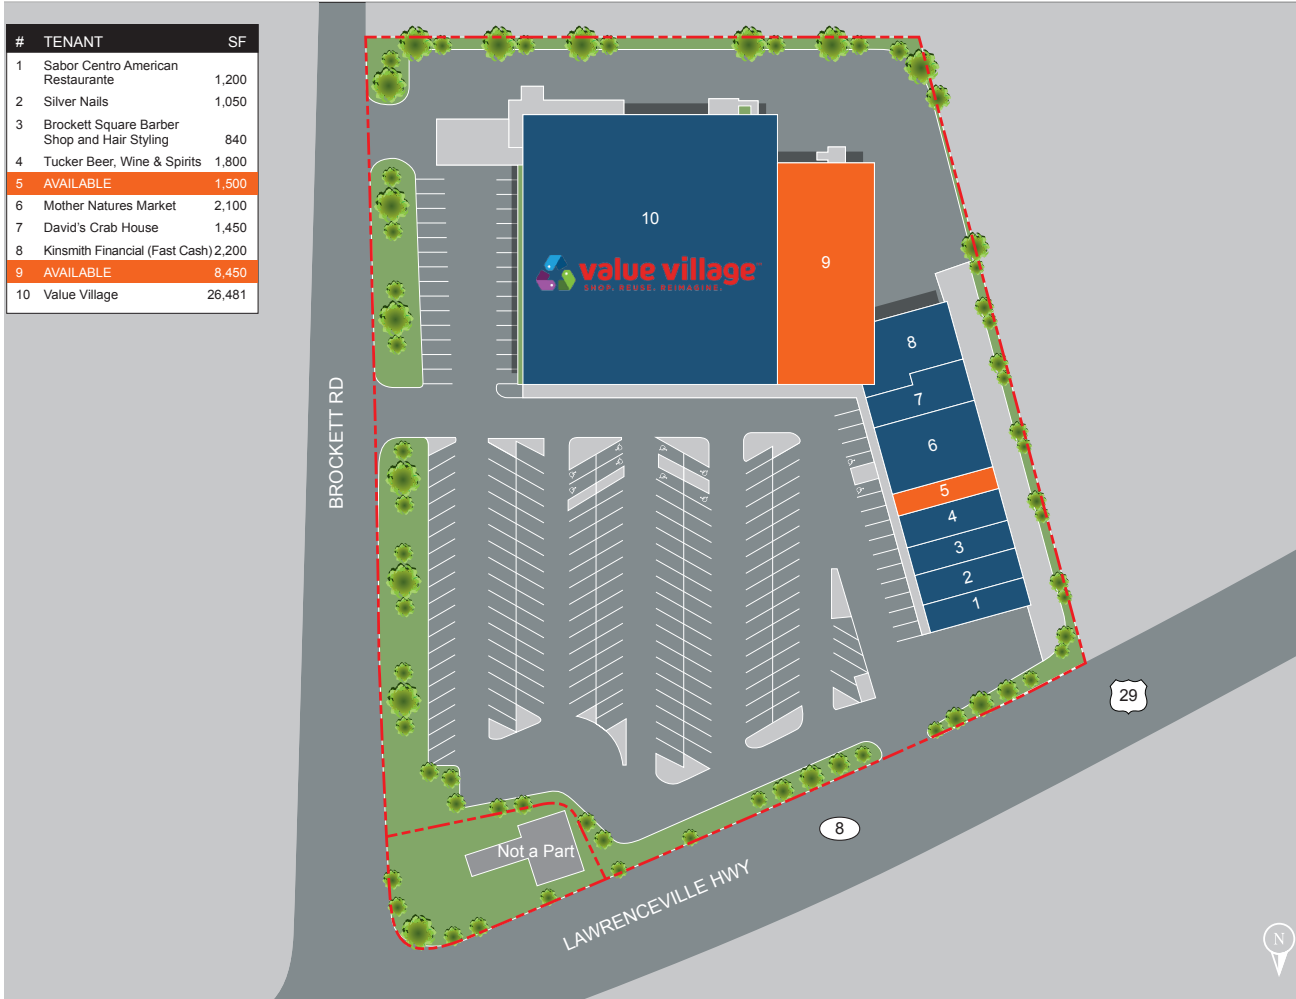 # TENANT SF
1 Sabor Centro American
Restaurante 1,200
2 Silver Nails 1,050
3 Brockett Square Barber
Shop and Hair Styling 840
4 Tucker Beer, Wine & Spirits 1,800
5 AVAILABLE 1,500
6 Mother Natures Market 2,100
7 David's Crab House 1,450
8 Kinsmith Financial (Fast Cash) 2,200
9 AVAILABLE 8,450
10 Value Village 26,481
10
value village™
SHOP. REUSE. REIMAGINE.
9
8
7
6
5
4
3
2
1
BROCKETT RD
29
8
Not a Part
LAWRENCEVILLE HWY
N